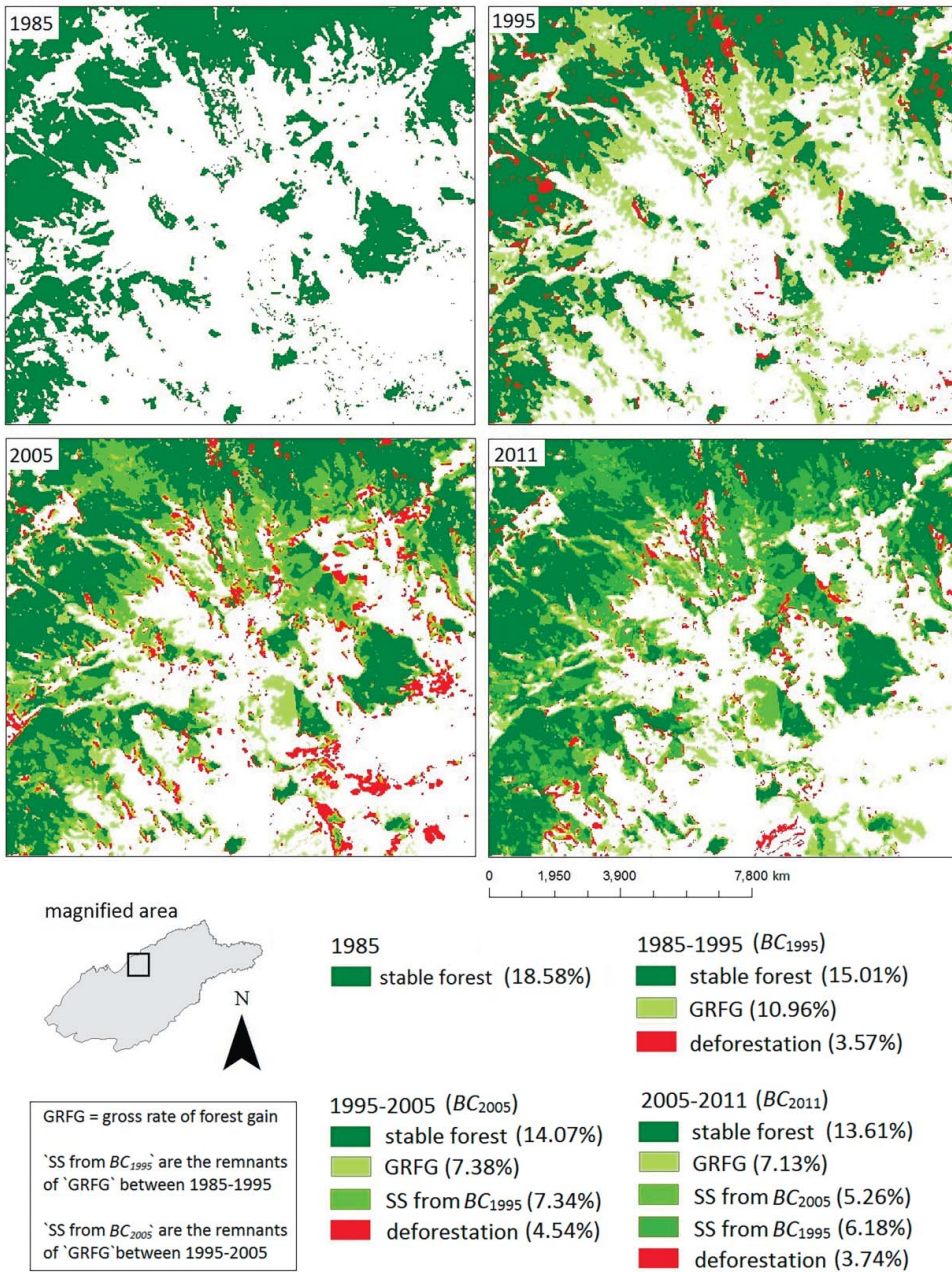 1985
1995
2005
2011
0 1,950 3,900 7,800 km
magnified area
N
GRFG = gross rate of forest gain
`SS from BC1995` are the remnants
of `GRFG` between 1985-1995
`SS from BC2005` are the remnants
of `GRFG`between 1995-2005
1985
stable forest (18.58%)
1985-1995 (BC1995)
stable forest (15.01%)
GRFG (10.96%)
deforestation (3.57%)
1995-2005 (BC2005)
stable forest (14.07%)
GRFG (7.38%)
SS from BC1995 (7.34%)
deforestation (4.54%)
2005-2011 (BC2011)
stable forest (13.61%)
GRFG (7.13%)
SS from BC2005 (5.26%)
SS from BC1995 (6.18%)
deforestation (3.74%)